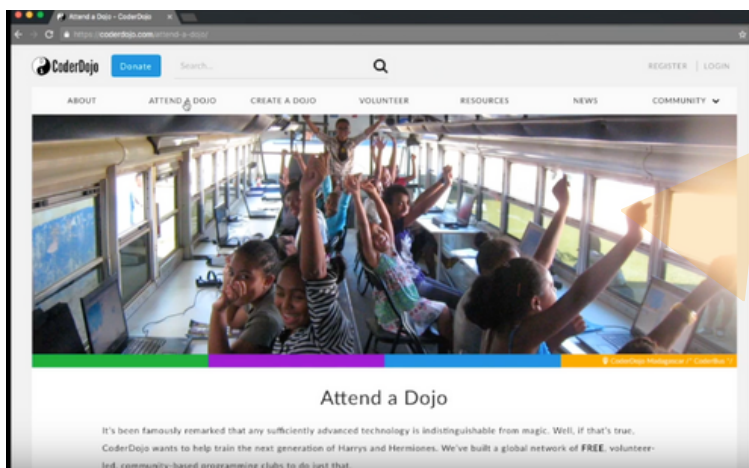 Attend a Dojo - CoderDojo
https://coderdojo.com/attend-a-dojo/
CoderDojo Donate Search... REGISTER | LOGIN
ABOUT ATTEND A DOJO CREATE A DOJO VOLUNTEER RESOURCES NEWS COMMUNITY
CoderDojo Madagascar
Attend a Dojo
It's been famously remarked that any sufficiently advanced technology is indistinguishable from magic. Well, if that's true,
CoderDojo wants to help train the next generation of Harrys and Hermiones. We've built a global network of FREE, volunteer-
led, community-based programming clubs to do just that.